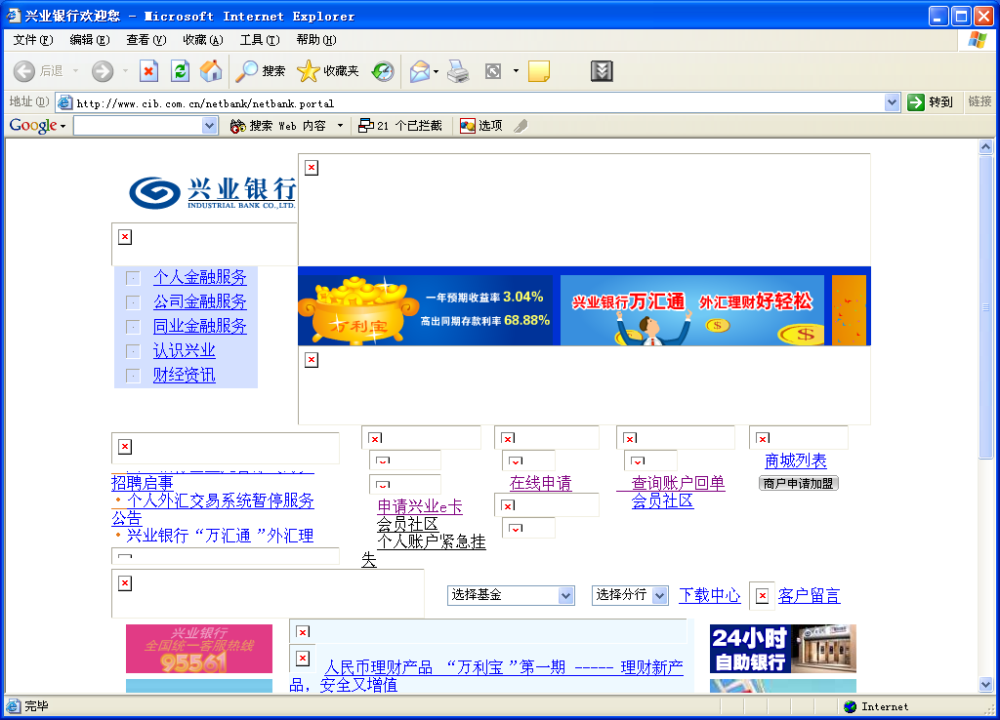 兴业银行欢迎您 - Microsoft Internet Explorer
文件(F) 编辑(E) 查看(V) 收藏(A) 工具(T) 帮助(H)
后退 搜索 收藏夹
地址(D) http://www.cib.com.cn/netbank/netbank.portal 转到 链接
Google 搜索 Web 内容 21 个已拦截 选项
兴业银行
INDUSTRIAL BANK CO.,LTD.
个人金融服务
公司金融服务
同业金融服务
认识兴业
财经资讯
万利宝
一年预期收益率 3.04%
高出同期存款利率 68.88%
兴业银行万汇通 外汇理财好轻松
招聘启事
• 个人外汇交易系统暂停服务
公告
• 兴业银行“万汇通 ”外汇理
申请兴业e卡
会员社区
个人账户紧急挂
失
在线申请
查询账户回单
会员社区
商城列表
商户申请加盟
选择基金 选择分行 下载中心 客户留言
兴业银行
全国统一客服热线
95561
人民币理财产品 “万利宝 ”第一期 ----- 理财新产
品，安全又增值
24小时
自助银行
完毕 Internet